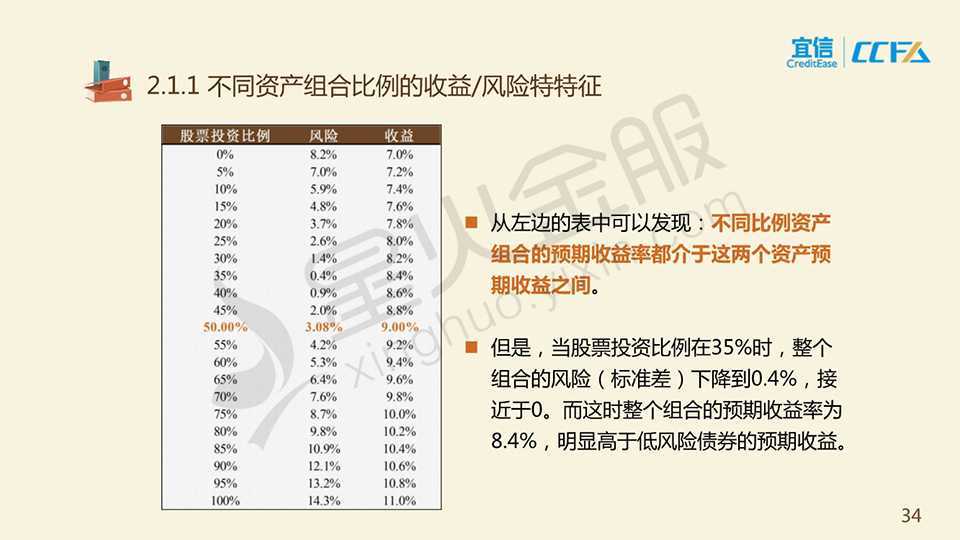 宜信
CreditEase
CCFA
2.1.1 不同资产组合比例的收益/风险特特征
股票投资比例 风险 收益
0% 8.2% 7.0%
5% 7.0% 7.2%
10% 5.9% 7.4%
15% 4.8% 7.6%
20% 3.7% 7.8%
25% 2.6% 8.0%
30% 1.4% 8.2%
35% 0.4% 8.4%
40% 0.9% 8.6%
45% 2.0% 8.8%
50.00% 3.08% 9.00%
55% 4.2% 9.2%
60% 5.3% 9.4%
65% 6.4% 9.6%
70% 7.6% 9.8%
75% 8.7% 10.0%
80% 9.8% 10.2%
85% 10.9% 10.4%
90% 12.1% 10.6%
95% 13.2% 10.8%
100% 14.3% 11.0%
从左边的表中可以发现：不同比例资产
组合的预期收益率都介于这两个资产预
期收益之间。
但是，当股票投资比例在35%时，整个
组合的风险（标准差）下降到0.4%，接
近于0。而这时整个组合的预期收益率为
8.4%，明显高于低风险债券的预期收益。
星火金服
xinghuo.yixin.com
34